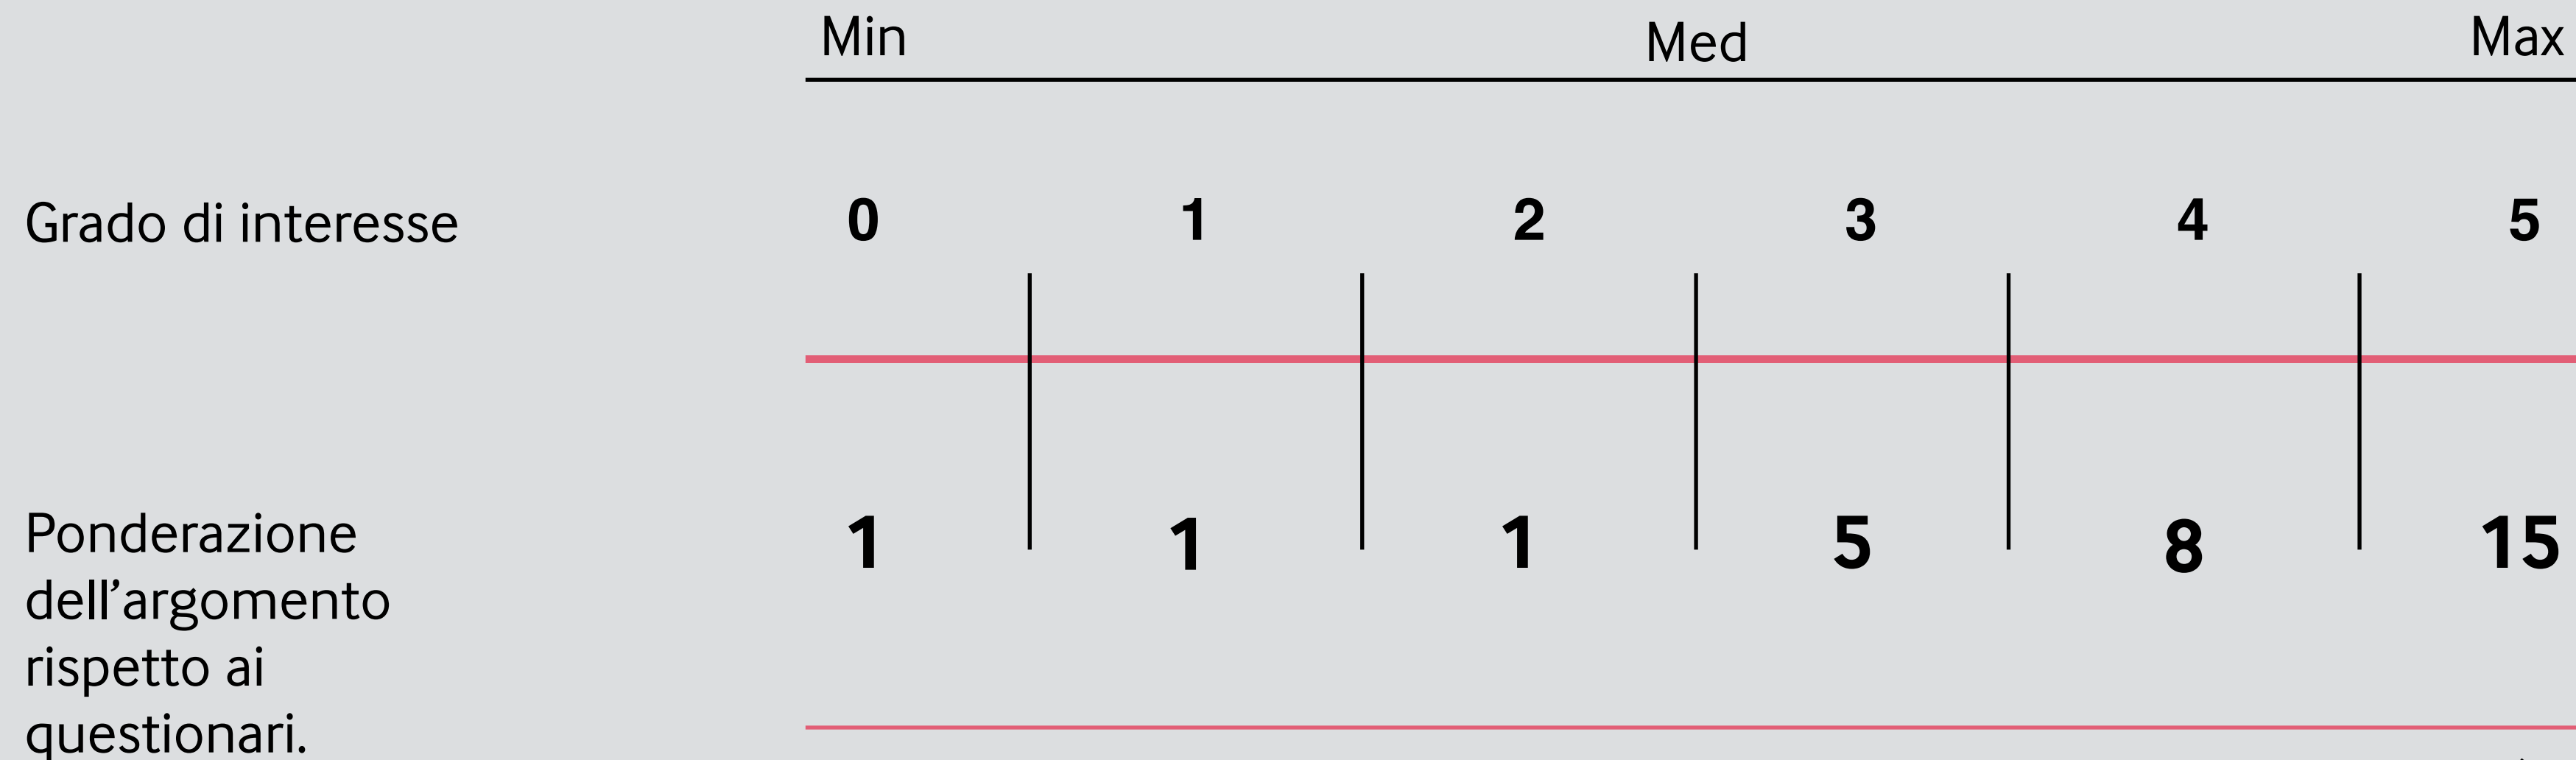 Min Med Max
Grado di interesse 0 1 2 3 4 5
Ponderazione 1 1 1 5 8 15
dell’argomento
rispetto ai
questionari.